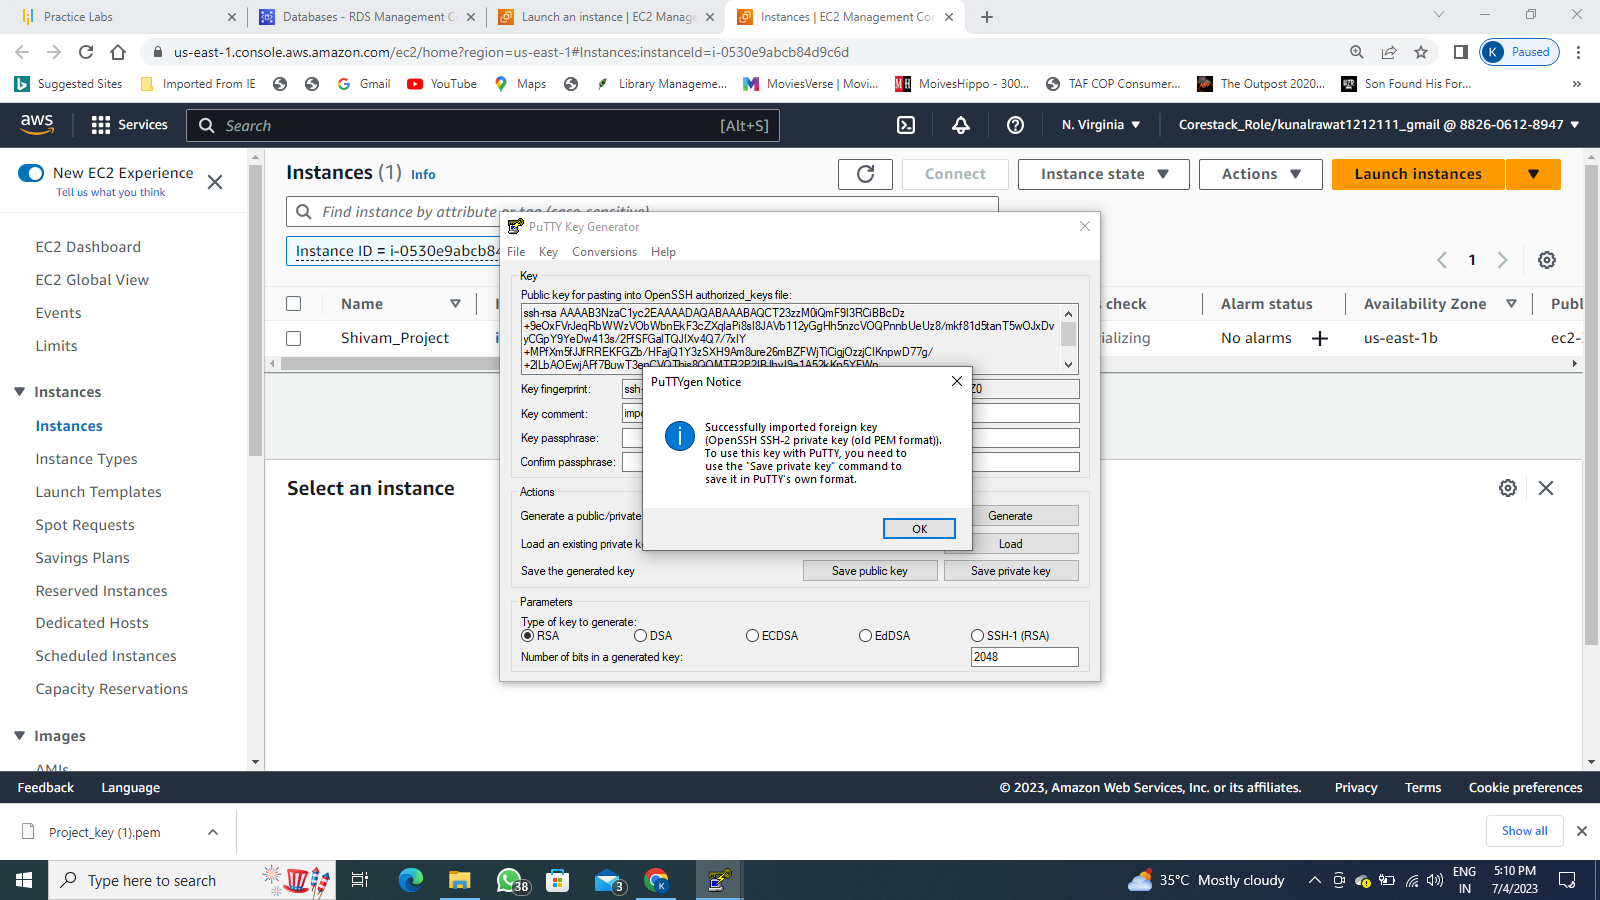 Practice Labs
Databases - RDS Management C
Launch an instance | EC2 Manage
Instances | EC2 Management Con
us-east-1.console.aws.amazon.com/ec2/home?region=us-east-1#Instances:instanceId=i-0530e9abcb84d9c6d
K Paused
Suggested Sites
Imported From IE
Gmail
YouTube
Maps
Library Manageme...
MoviesVerse | Movi...
MoivesHippo - 300...
TAF COP Consumer...
The Outpost 2020...
Son Found His For...
aws
Services
Search
[Alt+S]
N. Virginia
Corestack_Role/kunalrawat1212111_gmail @ 8826-0612-8947
New EC2 Experience
Tell us what you think
EC2 Dashboard
EC2 Global View
Events
Limits
Instances
Instances
Instance Types
Launch Templates
Spot Requests
Savings Plans
Reserved Instances
Dedicated Hosts
Scheduled Instances
Capacity Reservations
Images
AMIs
Instances (1) Info
Connect
Instance state
Actions
Launch instances
Find instance by attribute or tag (case-sensitive)
Instance ID = i-0530e9abcb84
1
Name
check
Alarm status
Availability Zone
Publ
Shivam_Project
ializing
No alarms
us-east-1b
ec2-
Select an instance
PuTTY Key Generator
File Key Conversions Help
Key
Public key for pasting into OpenSSH authorized_keys file:
ssh-rsa
Key fingerprint:
ssh-
Key comment:
impo
Key passphrase:
Confirm passphrase:
Actions
Generate a public/private
Generate
Load an existing private k
Load
Save the generated key
Save public key
Save private key
Parameters
Type of key to generate:
RSA
DSA
ECDSA
EdDSA
SSH-1 (RSA)
Number of bits in a generated key:
2048
PuTTYgen Notice
Successfully imported foreign key
(OpenSSH SSH-2 private key (old PEM format)).
To use this key with PuTTY, you need to
use the "Save private key" command to
save it in PuTTY's own format.
OK
Feedback
Language
© 2023, Amazon Web Services, Inc. or its affiliates.
Privacy
Terms
Cookie preferences
Project_key (1).pem
Show all
Type here to search
38
3
35°C Mostly cloudy
ENG
IN
5:10 PM
7/4/2023